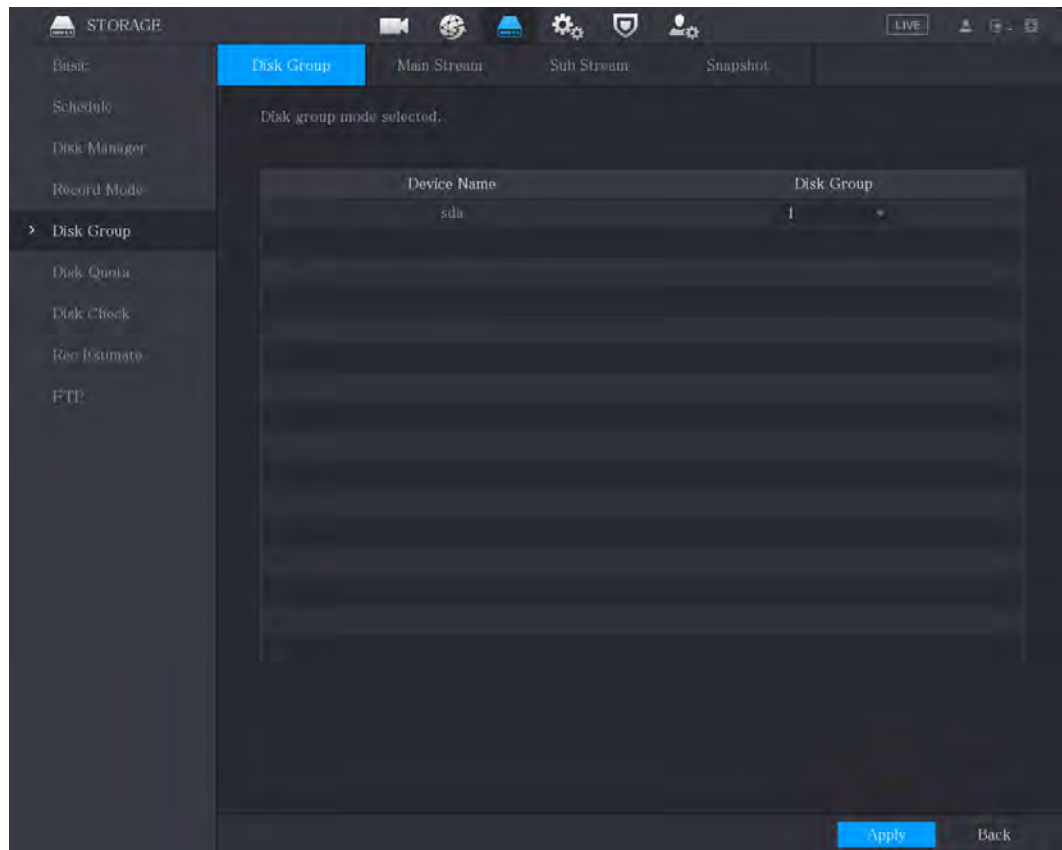 STORAGE
LIVE
Basic
Disk Group Main Stream Sub Stream Snapshot
Schedule
Disk group mode selected.
Disk Manager
Record Mode
Device Name Disk Group
sda 1
Disk Group
Disk Quota
Disk Check
Rec Estimate
FTP
Apply Back